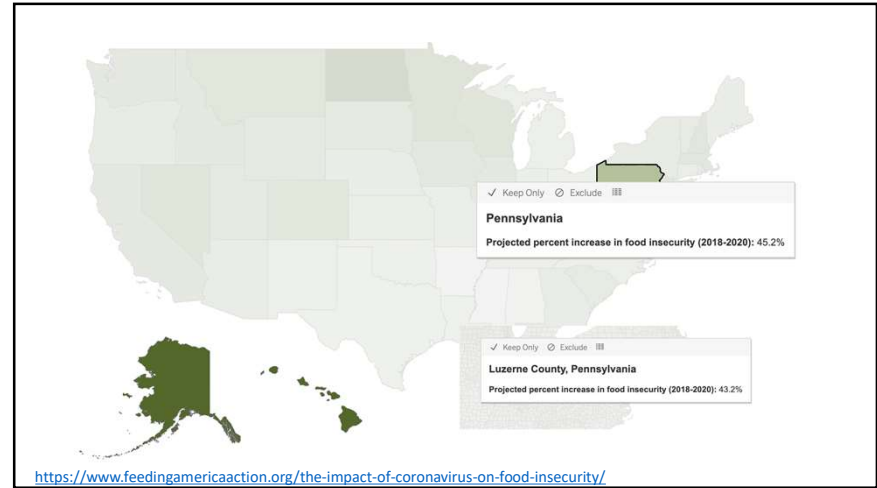 Keep Only Exclude
Pennsylvania
Projected percent increase in food insecurity (2018-2020): 45.2%
Keep Only Exclude
Luzerne County, Pennsylvania
Projected percent increase in food insecurity (2018-2020): 43.2%
https://www.feedingamericaaction.org/the-impact-of-coronavirus-on-food-insecurity/